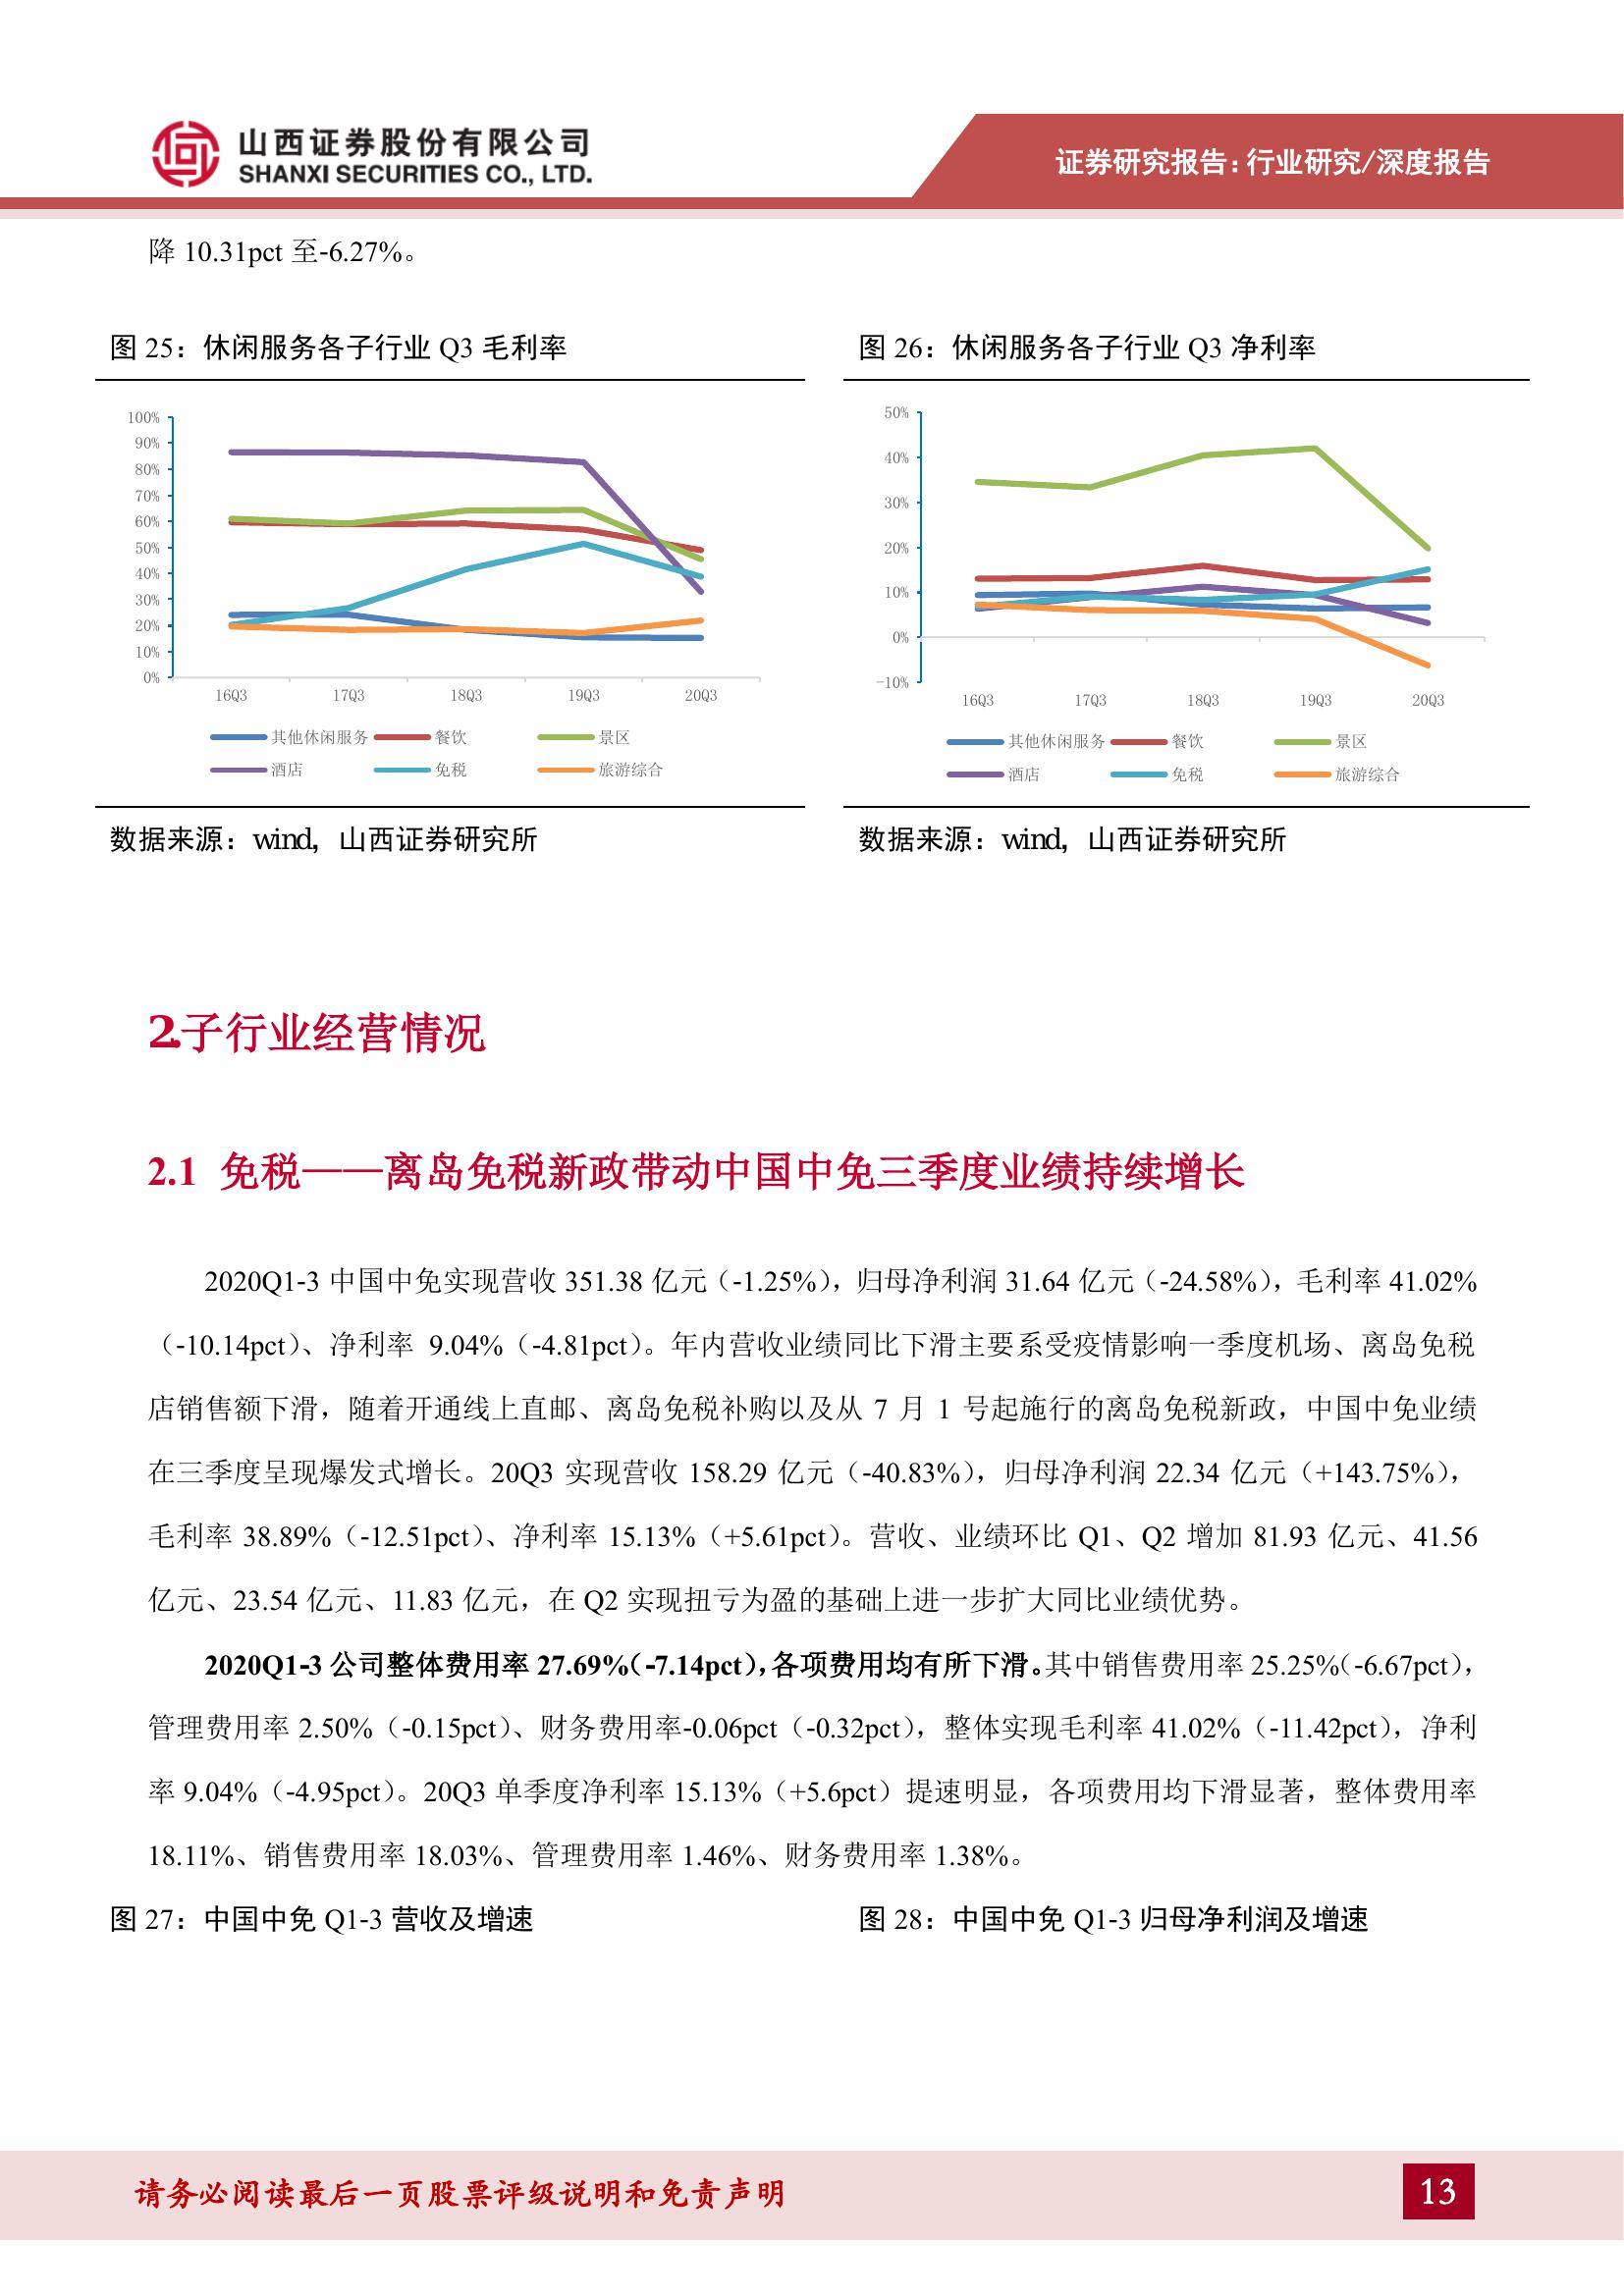 山西证券股份有限公司
SHANXI SECURITIES CO., LTD.
证券研究报告：行业研究/深度报告
降 10.31pct 至-6.27%。
图 25：休闲服务各子行业 Q3 毛利率
100%
90%
80%
70%
60%
50%
40%
30%
20%
10%
0%
16Q3 17Q3 18Q3 19Q3 20Q3
其他休闲服务 餐饮 景区
酒店 免税 旅游综合
数据来源：wind，山西证券研究所
图 26：休闲服务各子行业 Q3 净利率
50%
40%
30%
20%
10%
0%
-10%
16Q3 17Q3 18Q3 19Q3 20Q3
其他休闲服务 餐饮 景区
酒店 免税 旅游综合
数据来源：wind，山西证券研究所
2.子行业经营情况
2.1 免税——离岛免税新政带动中国中免三季度业绩持续增长
2020Q1-3 中国中免实现营收 351.38 亿元（-1.25%），归母净利润 31.64 亿元（-24.58%），毛利率 41.02%
（-10.14pct）、净利率 9.04%（-4.81pct）。年内营收业绩同比下滑主要系受疫情影响一季度机场、离岛免税
店销售额下滑，随着开通线上直邮、离岛免税补购以及从 7 月 1 号起施行的离岛免税新政，中国中免业绩
在三季度呈现爆发式增长。20Q3 实现营收 158.29 亿元（-40.83%），归母净利润 22.34 亿元（+143.75%），
毛利率 38.89%（-12.51pct）、净利率 15.13%（+5.61pct）。营收、业绩环比 Q1、Q2 增加 81.93 亿元、41.56
亿元、23.54 亿元、11.83 亿元，在 Q2 实现扭亏为盈的基础上进一步扩大同比业绩优势。
2020Q1-3 公司整体费用率 27.69%（-7.14pct），各项费用均有所下滑。其中销售费用率 25.25%（-6.67pct），
管理费用率 2.50%（-0.15pct）、财务费用率-0.06pct（-0.32pct），整体实现毛利率 41.02%（-11.42pct），净利
率 9.04%（-4.95pct）。20Q3 单季度净利率 15.13%（+5.6pct）提速明显，各项费用均下滑显著，整体费用率
18.11%、销售费用率 18.03%、管理费用率 1.46%、财务费用率 1.38%。
图 27：中国中免 Q1-3 营收及增速
图 28：中国中免 Q1-3 归母净利润及增速
请务必阅读最后一页股票评级说明和免责声明
13